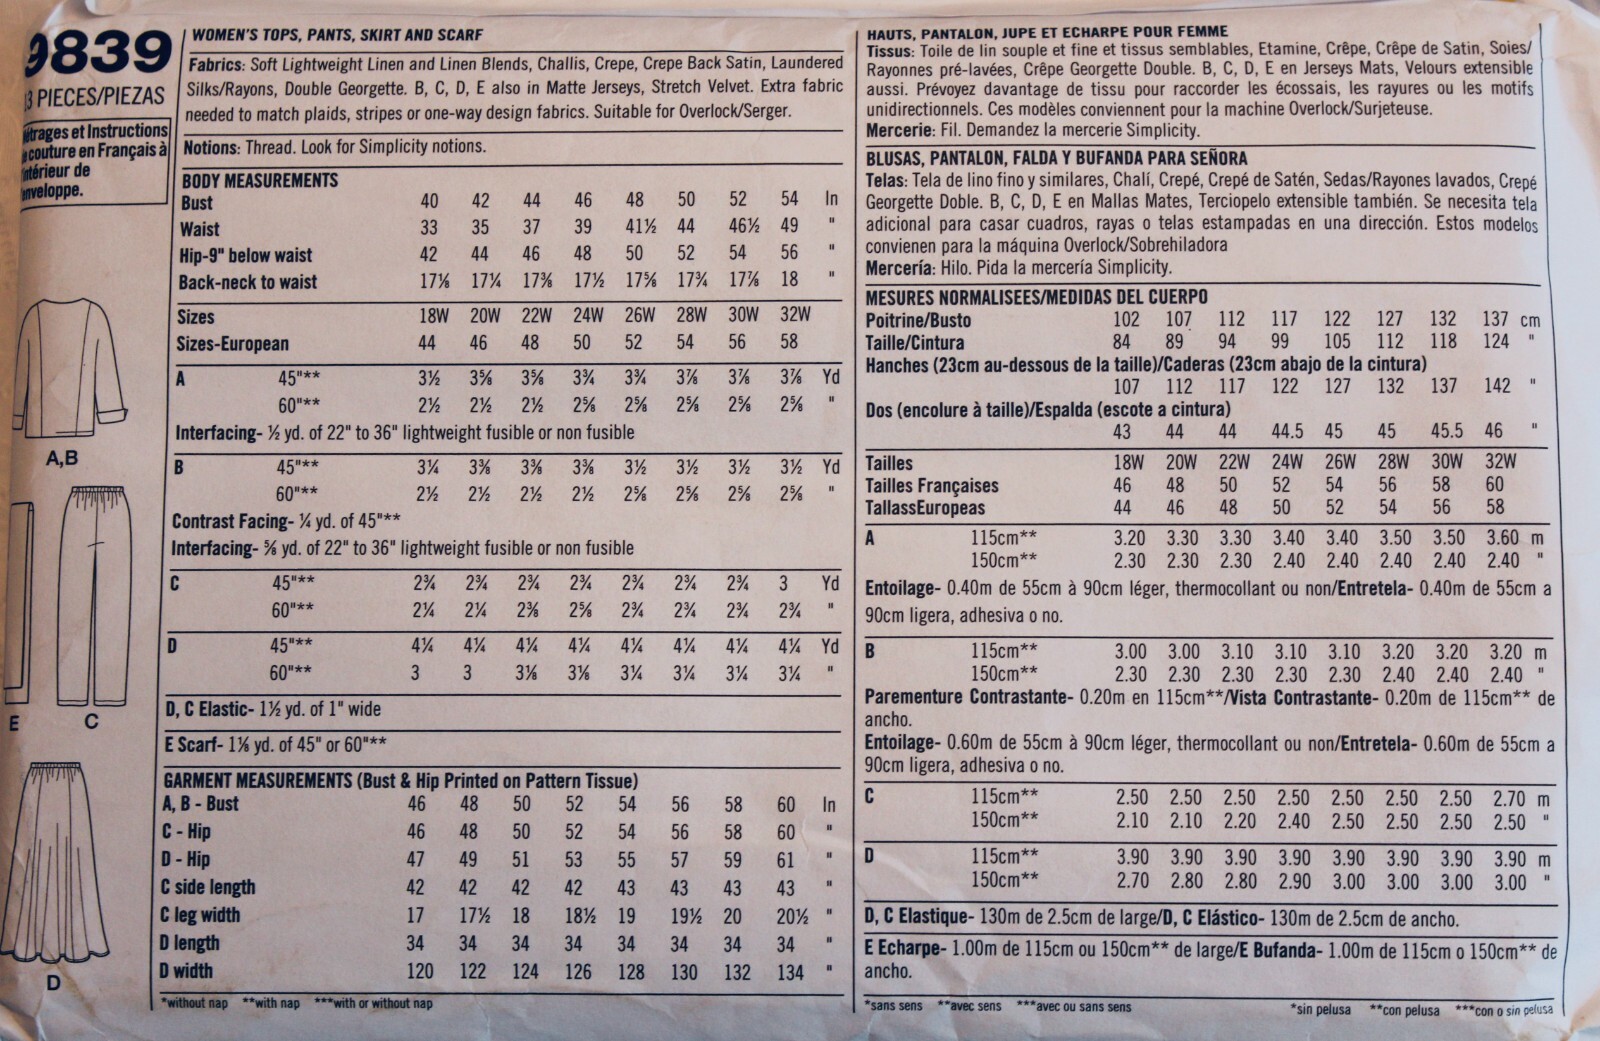 9839
13 PIECES/PIEZAS
Métrages et Instructions
de couture en Français à
l'intérieur de
l'enveloppe.
A,B
E
C
D
WOMEN'S TOPS, PANTS, SKIRT AND SCARF
Fabrics: Soft Lightweight Linen and Linen Blends, Challis, Crepe, Crepe Back Satin, Laundered
Silks/Rayons, Double Georgette. B, C, D, E also in Matte Jerseys, Stretch Velvet. Extra fabric
needed to match plaids, stripes or one-way design fabrics. Suitable for Overlock/Serger.
Notions: Thread. Look for Simplicity notions.
BODY MEASUREMENTS
Bust 40 42 44 46 48 50 52 54 In
Waist 33 35 37 39 41½ 44 46½ 49 "
Hip-9" below waist 42 44 46 48 50 52 54 56 "
Back-neck to waist 17⅛ 17¼ 17⅜ 17½ 17⅝ 17¾ 17⅞ 18 "
Sizes 18W 20W 22W 24W 26W 28W 30W 32W
Sizes-European 44 46 48 50 52 54 56 58
A 45"** 3½ 3⅝ 3⅝ 3¾ 3¾ 3⅞ 3⅞ 3⅞ Yd
60"** 2½ 2½ 2½ 2⅝ 2⅝ 2⅝ 2⅝ 2⅝ "
Interfacing- ½ yd. of 22" to 36" lightweight fusible or non fusible
B 45"** 3¼ 3⅜ 3⅜ 3⅜ 3½ 3½ 3½ 3½ Yd
60"** 2½ 2½ 2½ 2½ 2⅝ 2⅝ 2⅝ 2⅝ "
Contrast Facing- ¼ yd. of 45"**
Interfacing- ⅝ yd. of 22" to 36" lightweight fusible or non fusible
C 45"** 2¾ 2¾ 2¾ 2¾ 2¾ 2¾ 2¾ 3 Yd
60"** 2¼ 2¼ 2⅜ 2⅝ 2¾ 2¾ 2¾ 2¾ "
D 45"** 4¼ 4¼ 4¼ 4¼ 4¼ 4¼ 4¼ 4¼ Yd
60"** 3 3 3⅛ 3⅛ 3¼ 3¼ 3¼ 3¼ "
D, C Elastic- 1½ yd. of 1" wide
E Scarf- 1⅛ yd. of 45" or 60"**
GARMENT MEASUREMENTS (Bust & Hip Printed on Pattern Tissue)
A, B - Bust 46 48 50 52 54 56 58 60 In
C - Hip 46 48 50 52 54 56 58 60 "
D - Hip 47 49 51 53 55 57 59 61 "
C side length 42 42 42 42 43 43 43 43 "
C leg width 17 17½ 18 18½ 19 19½ 20 20½ "
D length 34 34 34 34 34 34 34 34 "
D width 120 122 124 126 128 130 132 134 "
*without nap **with nap ***with or without nap
HAUTS, PANTALON, JUPE ET ECHARPE POUR FEMME
Tissus: Toile de lin souple et fine et tissus semblables, Etamine, Crêpe, Crêpe de Satin, Soies/
Rayonnes pré-lavées, Crêpe Georgette Double. B, C, D, E en Jerseys Mats, Velours extensible
aussi. Prévoyez davantage de tissu pour raccorder les écossais, les rayures ou les motifs
unidirectionnels. Ces modèles conviennent pour la machine Overlock/Surjeteuse.
Mercerie: Fil. Demandez la mercerie Simplicity.
BLUSAS, PANTALON, FALDA Y BUFANDA PARA SEÑORA
Telas: Tela de lino fino y similares, Chalí, Crepé, Crepé de Satén, Sedas/Rayones lavados, Crepé
Georgette Doble. B, C, D, E en Mallas Mates, Terciopelo extensible también. Se necesita tela
adicional para casar cuadros, rayas o telas estampadas en una dirección. Estos modelos
convienen para la máquina Overlock/Sobrehiladora
Mercería: Hilo. Pida la mercería Simplicity.
MESURES NORMALISEES/MEDIDAS DEL CUERPO
Poitrine/Busto 102 107 112 117 122 127 132 137 cm
Taille/Cintura 84 89 94 99 105 112 118 124 "
Hanches (23cm au-dessous de la taille)/Caderas (23cm abajo de la cintura)
107 112 117 122 127 132 137 142 "
Dos (encolure à taille)/Espalda (escote a cintura)
43 44 44 44.5 45 45 45.5 46 "
Tailles 18W 20W 22W 24W 26W 28W 30W 32W
Tailles Françaises 46 48 50 52 54 56 58 60
TallassEuropeas 44 46 48 50 52 54 56 58
A 115cm** 3.20 3.30 3.30 3.40 3.40 3.50 3.50 3.60 m
150cm** 2.30 2.30 2.30 2.40 2.40 2.40 2.40 2.40 "
Entoilage- 0.40m de 55cm à 90cm léger, thermocollant ou non/Entretela- 0.40m de 55cm a
90cm ligera, adhesiva o no.
B 115cm** 3.00 3.00 3.10 3.10 3.10 3.20 3.20 3.20 m
150cm** 2.30 2.30 2.30 2.30 2.30 2.40 2.40 2.40 "
Parementure Contrastante- 0.20m en 115cm**/Vista Contrastante- 0.20m de 115cm** de
ancho.
Entoilage- 0.60m de 55cm à 90cm léger, thermocollant ou non/Entretela- 0.60m de 55cm a
90cm ligera, adhesiva o no.
C 115cm** 2.50 2.50 2.50 2.50 2.50 2.50 2.50 2.70 m
150cm** 2.10 2.10 2.20 2.40 2.50 2.50 2.50 2.50 "
D 115cm** 3.90 3.90 3.90 3.90 3.90 3.90 3.90 3.90 m
150cm** 2.70 2.80 2.80 2.90 3.00 3.00 3.00 3.00 "
D, C Elastique- 130m de 2.5cm de large/D, C Elástico- 130m de 2.5cm de ancho.
E Echarpe- 1.00m de 115cm ou 150cm** de large/E Bufanda- 1.00m de 115cm o 150cm** de
ancho.
*sans sens **avec sens ***avec ou sans sens *sin pelusa **con pelusa ***con o sin pelusa